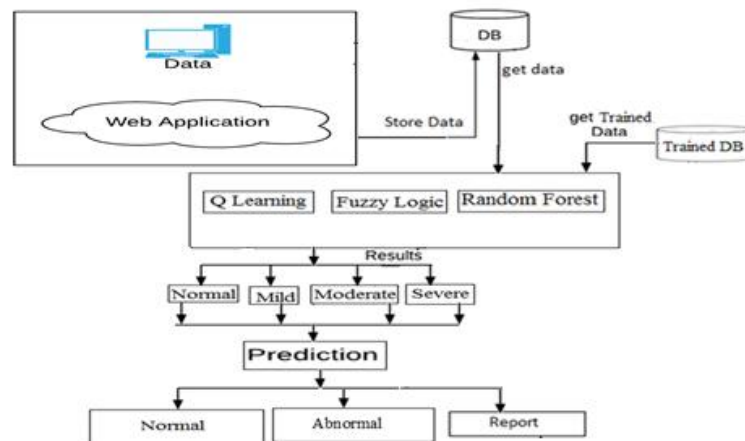 Data
Web Application
DB
get data
Store Data
get Trained
Data
Trained DB
Q Learning
Fuzzy Logic
Random Forest
Results
Normal
Mild
Moderate
Severe
Prediction
Normal
Abnormal
Report